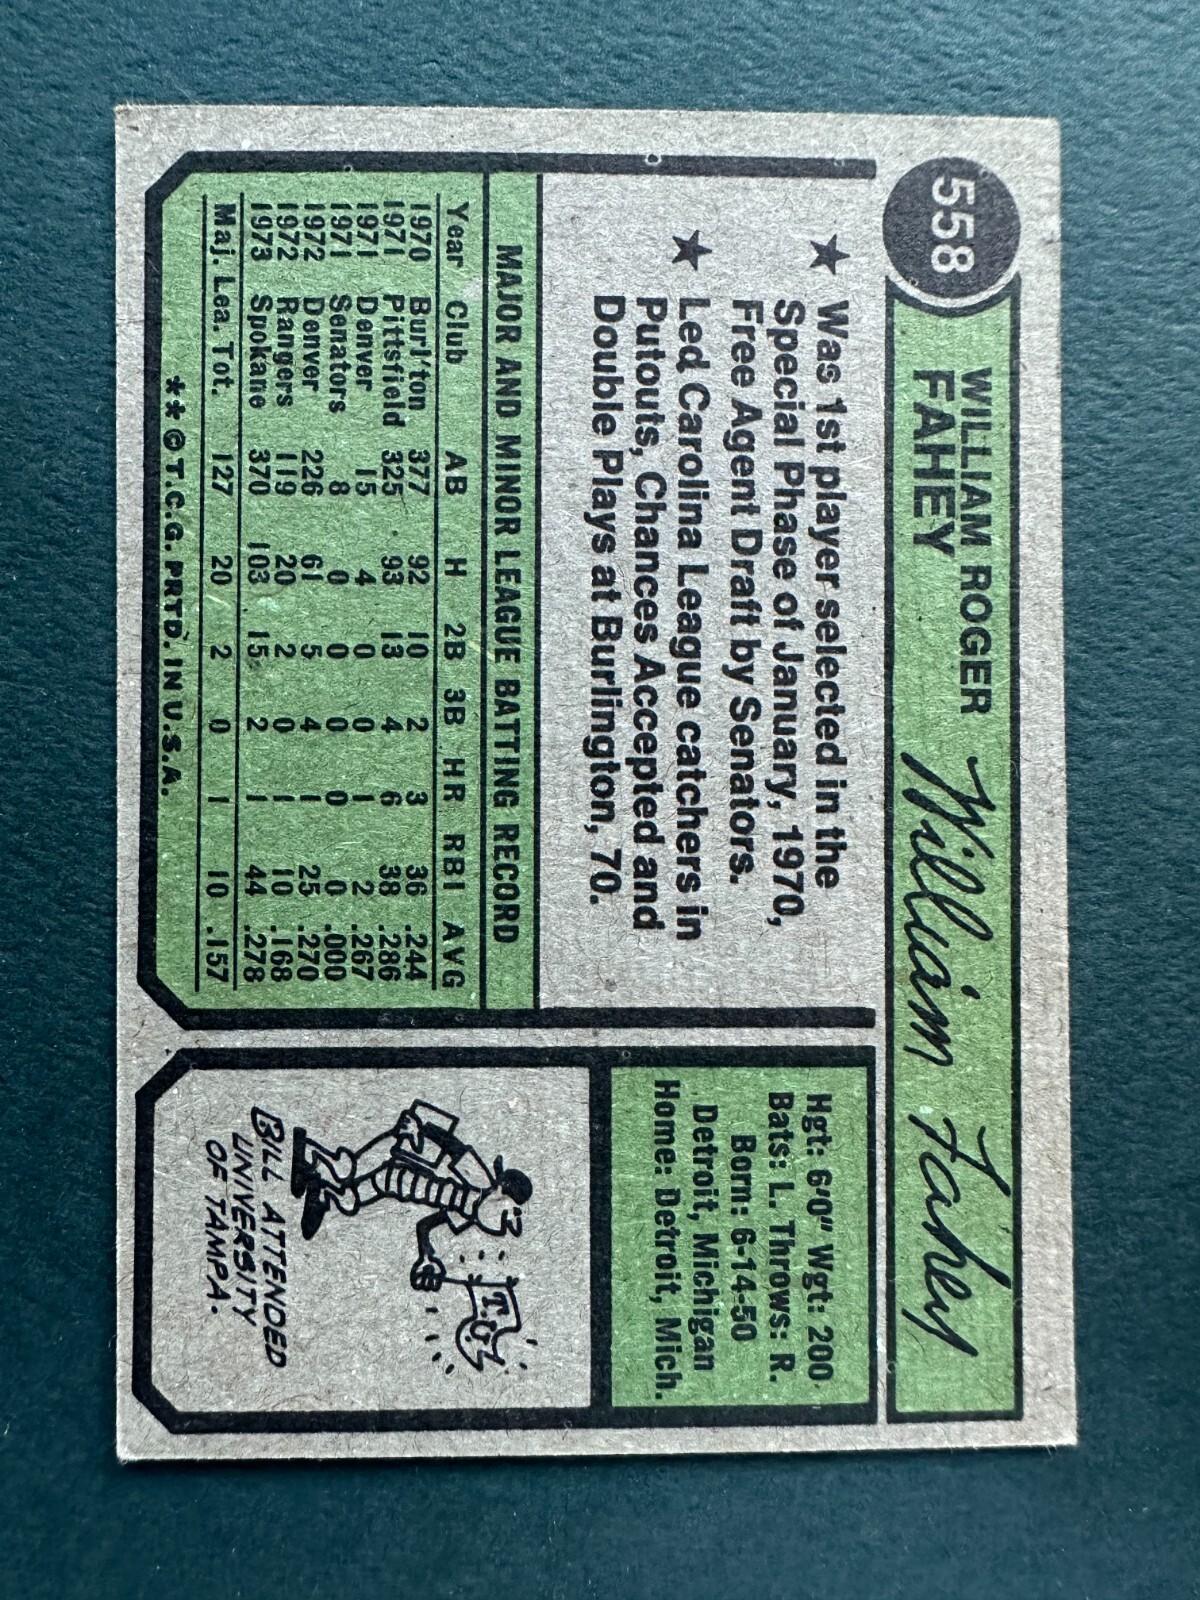 558
WILLIAM ROGER
FAHEY
William Fahey
★ Was 1st player selected in the
Special Phase of January, 1970,
Free Agent Draft by Senators.
★ Led Carolina League catchers in
Putouts, Chances Accepted and
Double Plays at Burlington, 70.
MAJOR AND MINOR LEAGUE BATTING RECORD
Year Club AB H 2B 3B HR RBI AVG
1970 Burl'ton 377 92 10 2 3 36 .244
1971 Pittsfield 325 93 13 4 6 38 .286
1971 Denver 15 4 0 0 1 2 .267
1971 Senators 8 0 0 0 0 0 .000
1972 Denver 226 61 5 4 1 25 .270
1972 Rangers 119 20 2 0 1 10 .168
1973 Spokane 370 103 15 2 1 44 .278
Maj. Lea. Tot. 127 20 2 0 1 10 .157
**©T.C.G. PRTD. IN U.S.A.
Hgt: 6'0" Wgt: 200
Bats: L. Throws: R.
Born: 6-14-50
Detroit, Michigan
Home: Detroit, Mich.
T.U.
BILL ATTENDED
UNIVERSITY
OF TAMPA.